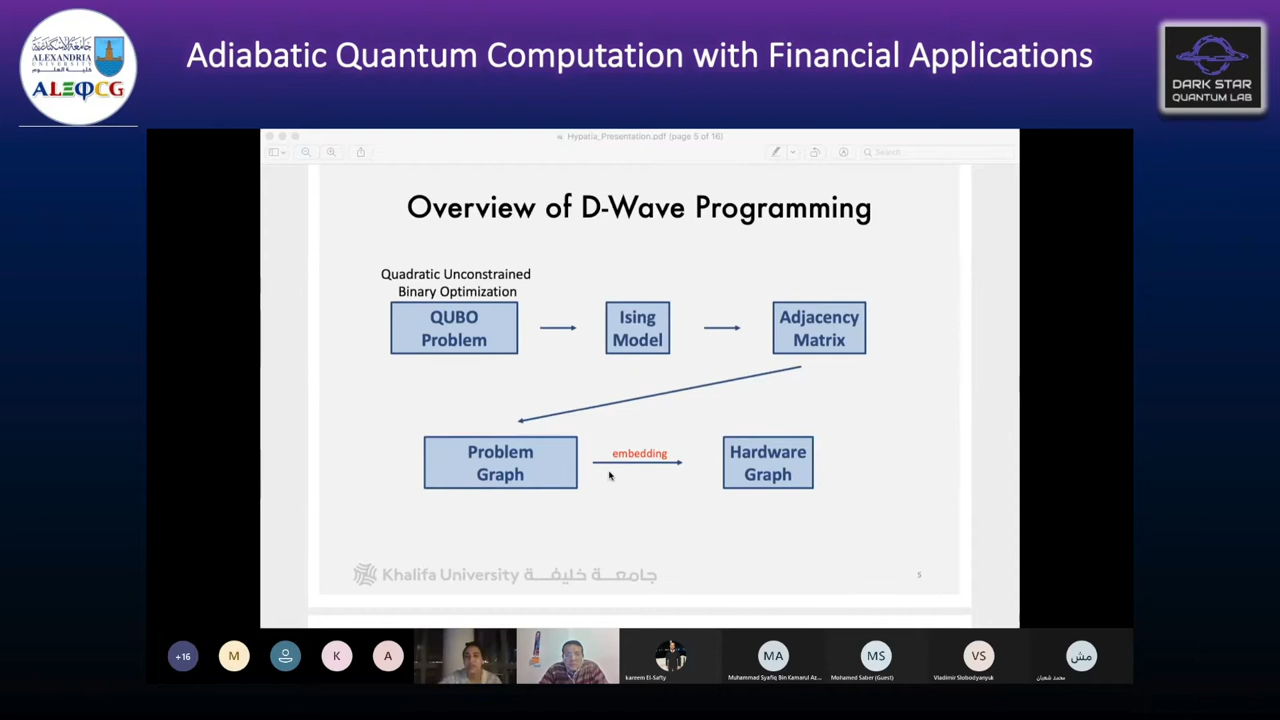 Adiabatic Quantum Computation with Financial Applications
ALEXANDRIA
UNIVERSITY
ALEΦCG
DARK STAR
QUANTUM LAB
Hypatia_Presentation.pdf (page 5 of 16)
Search
Overview of D-Wave Programming
Quadratic Unconstrained
Binary Optimization
QUBO
Problem
Ising
Model
Adjacency
Matrix
Problem
Graph
embedding
Hardware
Graph
Khalifa University جامعة خليفة
5
+16
M
K
A
kareem El-Safty
MA
Muhammad Syafiq Bin Kamarul Az...
MS
Mohamed Saber (Guest)
VS
Vladimir Slobodyanyuk
مش
محمد شعبان